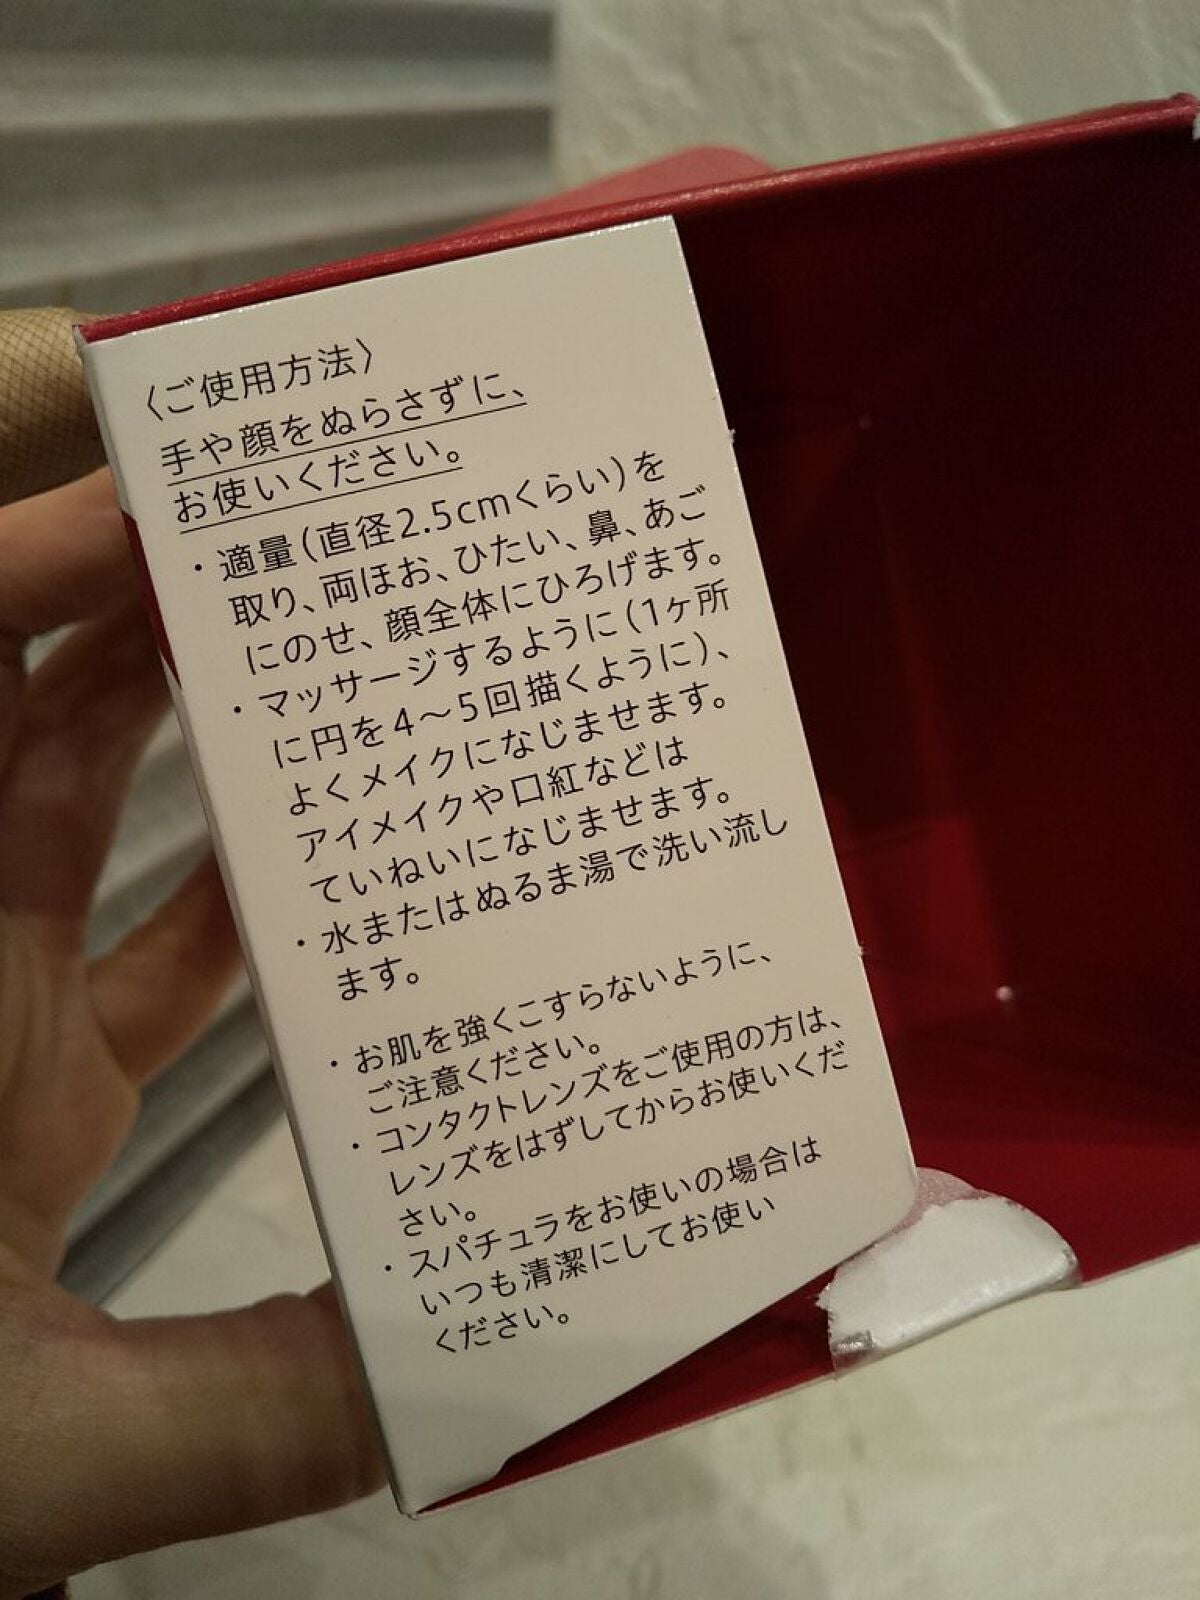 〈ご使用方法〉
手や顔をぬらさずに、
お使いください。
・適量(直径2.5cmくらい)を
取り、両ほお、ひたい、鼻、あご
にのせ、顔全体にひろげます。
・マッサージするように(1ヶ所
に円を4〜5回描くように)、
よくメイクになじませます。
アイメイクや口紅などは
ていねいになじませます。
・水またはぬるま湯で洗い流し
ます。
・お肌を強くこすらないように、
ご注意ください。
・コンタクトレンズをご使用の方は、
レンズをはずしてからお使いくだ
さい。
・スパチュラをお使いの場合は
いつも清潔にしてお使い
ください。